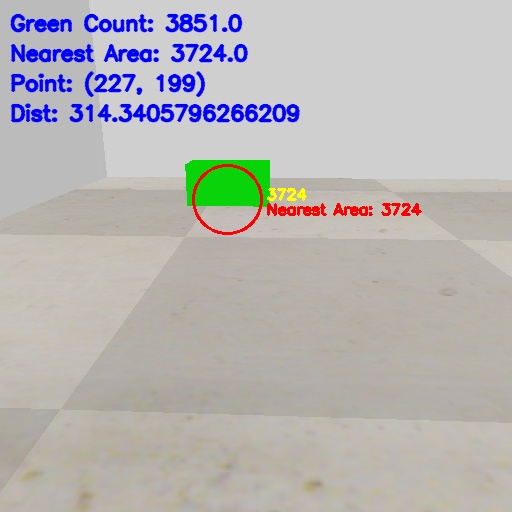 Green Count: 3851.0
Nearest Area: 3724.0
Point: (227, 199)
Dist: 314.3405796266209
3724
Nearest Area: 3724